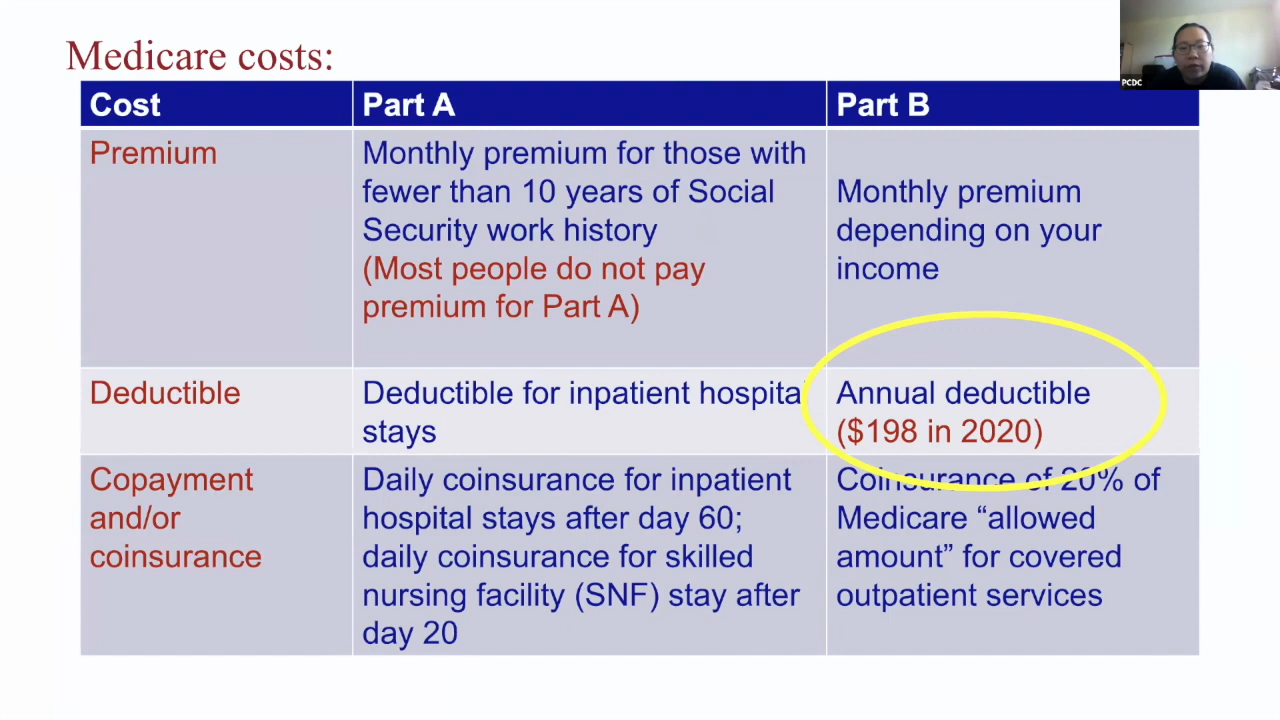 Medicare costs:
PCDC
Cost
Part A
Part B
Premium
Monthly premium for those with
fewer than 10 years of Social
Security work history
(Most people do not pay
premium for Part A)
Monthly premium
depending on your
income
Deductible
Deductible for inpatient hospital
stays
Annual deductible
($198 in 2020)
Copayment
and/or
coinsurance
Daily coinsurance for inpatient
hospital stays after day 60;
daily coinsurance for skilled
nursing facility (SNF) stay after
day 20
Coinsurance of 20% of
Medicare “allowed
amount” for covered
outpatient services